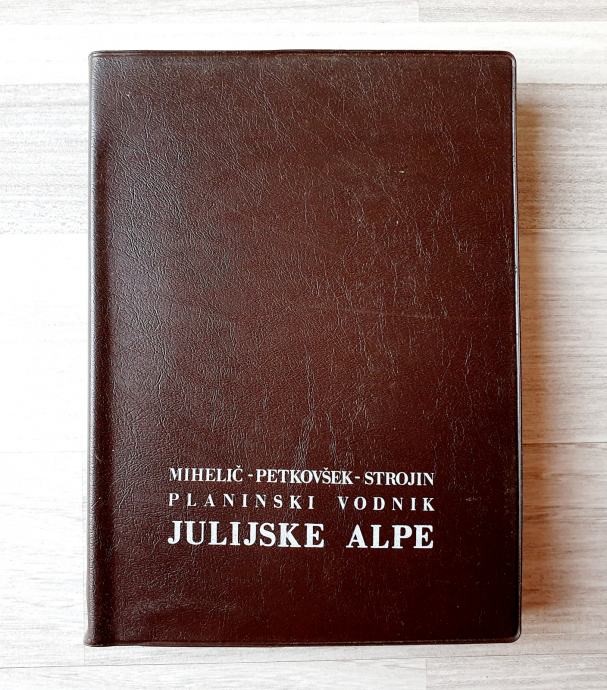 MIHELIČ - PETKOVŠEK - STROJIN
PLANINSKI VODNIK
JULIJSKE ALPE